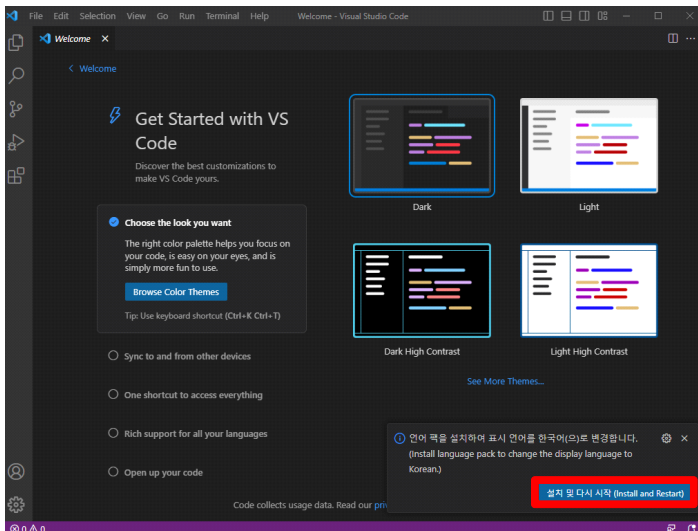 File Edit Selection View Go Run Terminal Help Welcome - Visual Studio Code
Welcome
Welcome
Get Started with VS
Code
Discover the best customizations to
make VS Code yours.
Choose the look you want
The right color palette helps you focus on
your code, is easy on your eyes, and is
simply more fun to use.
Browse Color Themes
Tip: Use keyboard shortcut (Ctrl+K Ctrl+T)
Sync to and from other devices
One shortcut to access everything
Rich support for all your languages
Open up your code
Dark
Light
Dark High Contrast
Light High Contrast
See More Themes...
Code collects usage data. Read our
언어 팩을 설치하여 표시 언어를 한국어(으)로 변경합니다.
(Install language pack to change the display language to
Korean.)
설치 및 다시 시작 (Install and Restart)
0 0